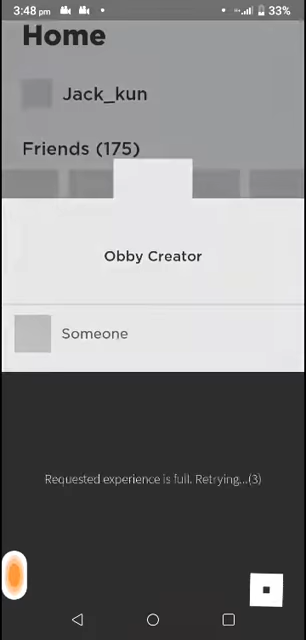 3:48 pm
33%
Home
Jack_kun
Friends (175)
Obby Creator
Someone
Requested experience is full. Retrying...(3)